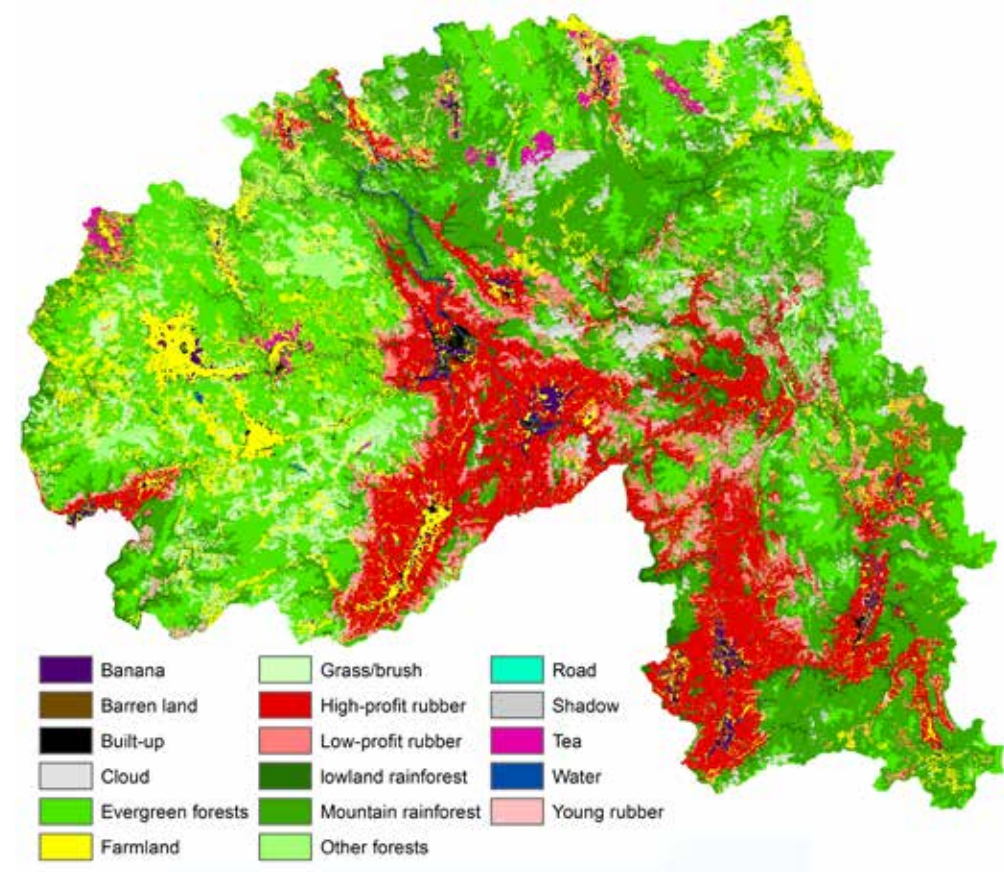 Banana
Barren land
Built-up
Cloud
Evergreen forests
Farmland
Grass/brush
High-profit rubber
Low-profit rubber
lowland rainforest
Mountain rainforest
Other forests
Road
Shadow
Tea
Water
Young rubber